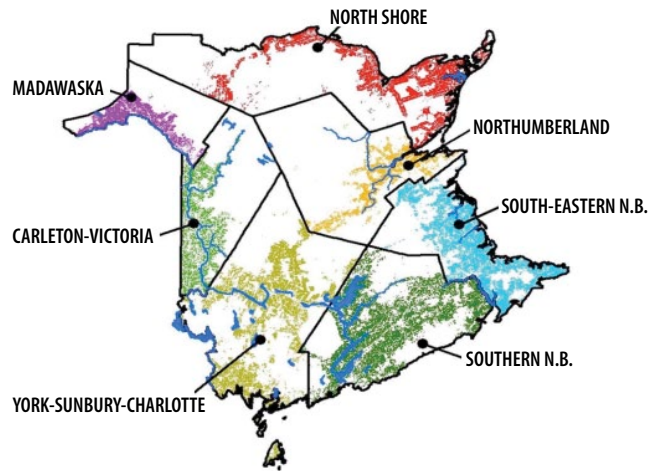 NORTH SHORE
MADAWASKA
NORTHUMBERLAND
SOUTH-EASTERN N.B.
CARLETON-VICTORIA
SOUTHERN N.B.
YORK-SUNBURY-CHARLOTTE